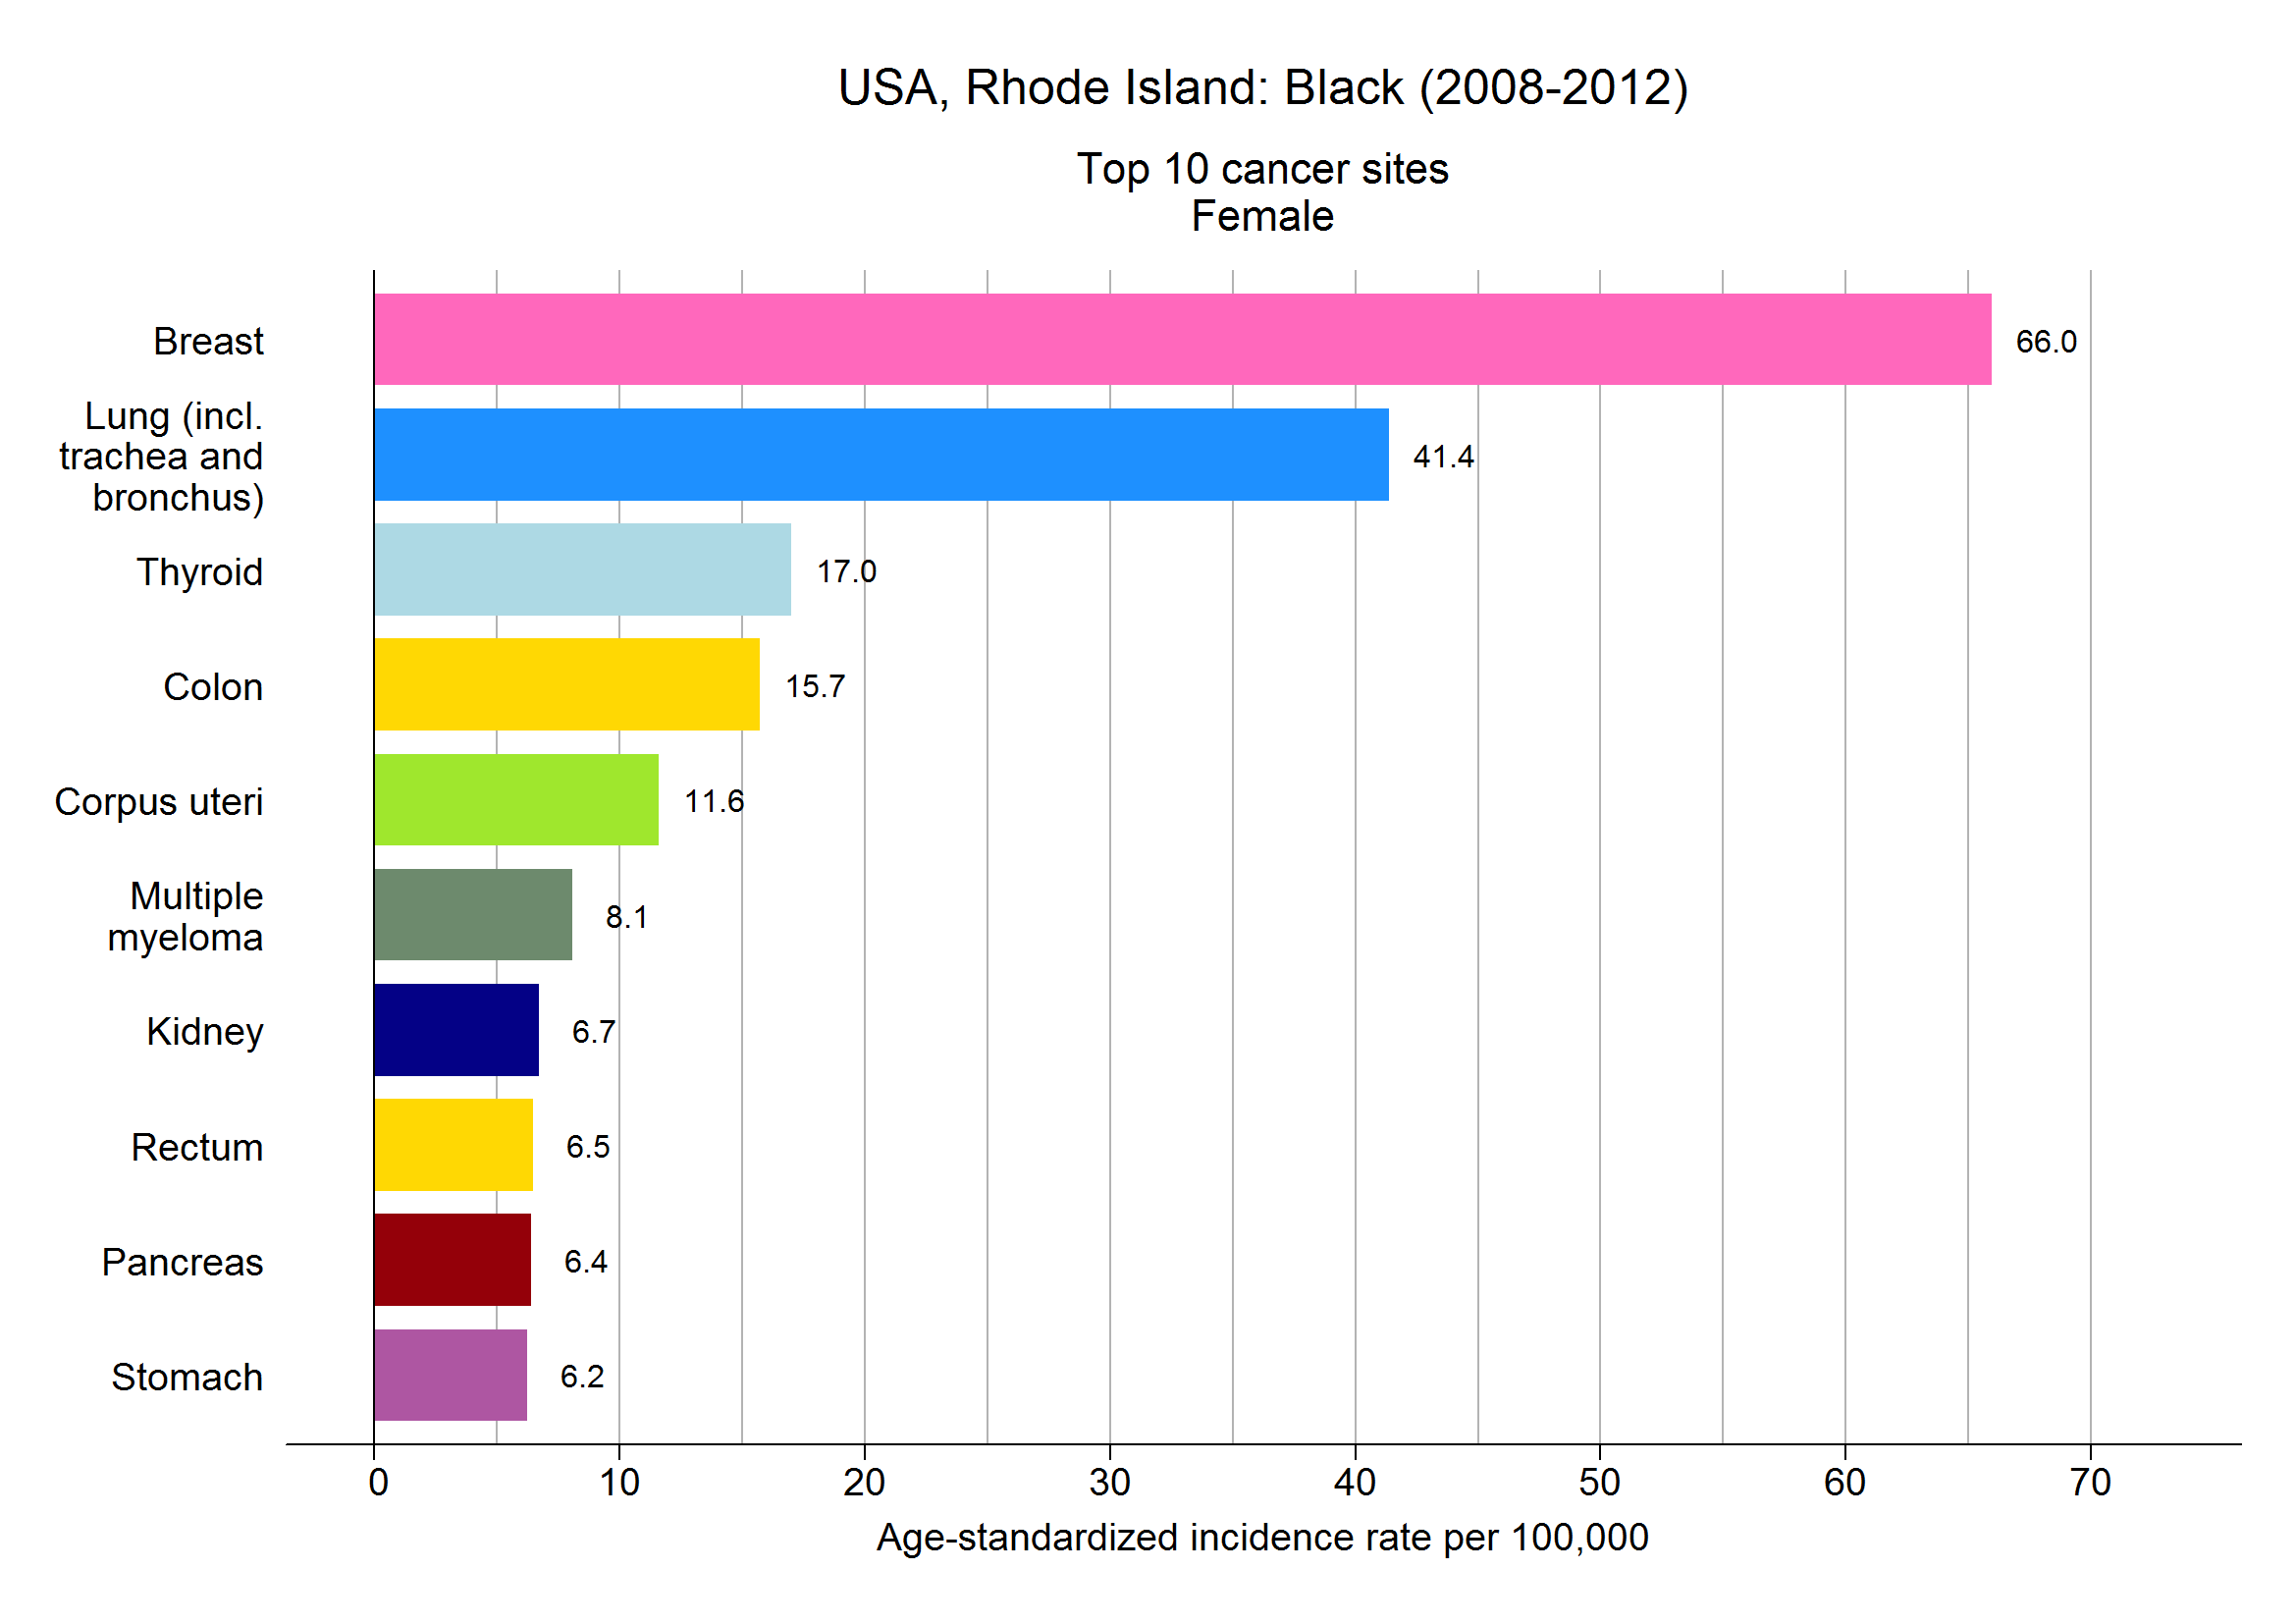 USA, Rhode Island: Black (2008-2012)
Top 10 cancer sites
Female
Breast
66.0
Lung (incl.
trachea and
bronchus)
41.4
Thyroid
17.0
Colon
15.7
Corpus uteri
11.6
Multiple
myeloma
8.1
Kidney
6.7
Rectum
6.5
Pancreas
6.4
Stomach
6.2
0 10 20 30 40 50 60 70
Age-standardized incidence rate per 100,000